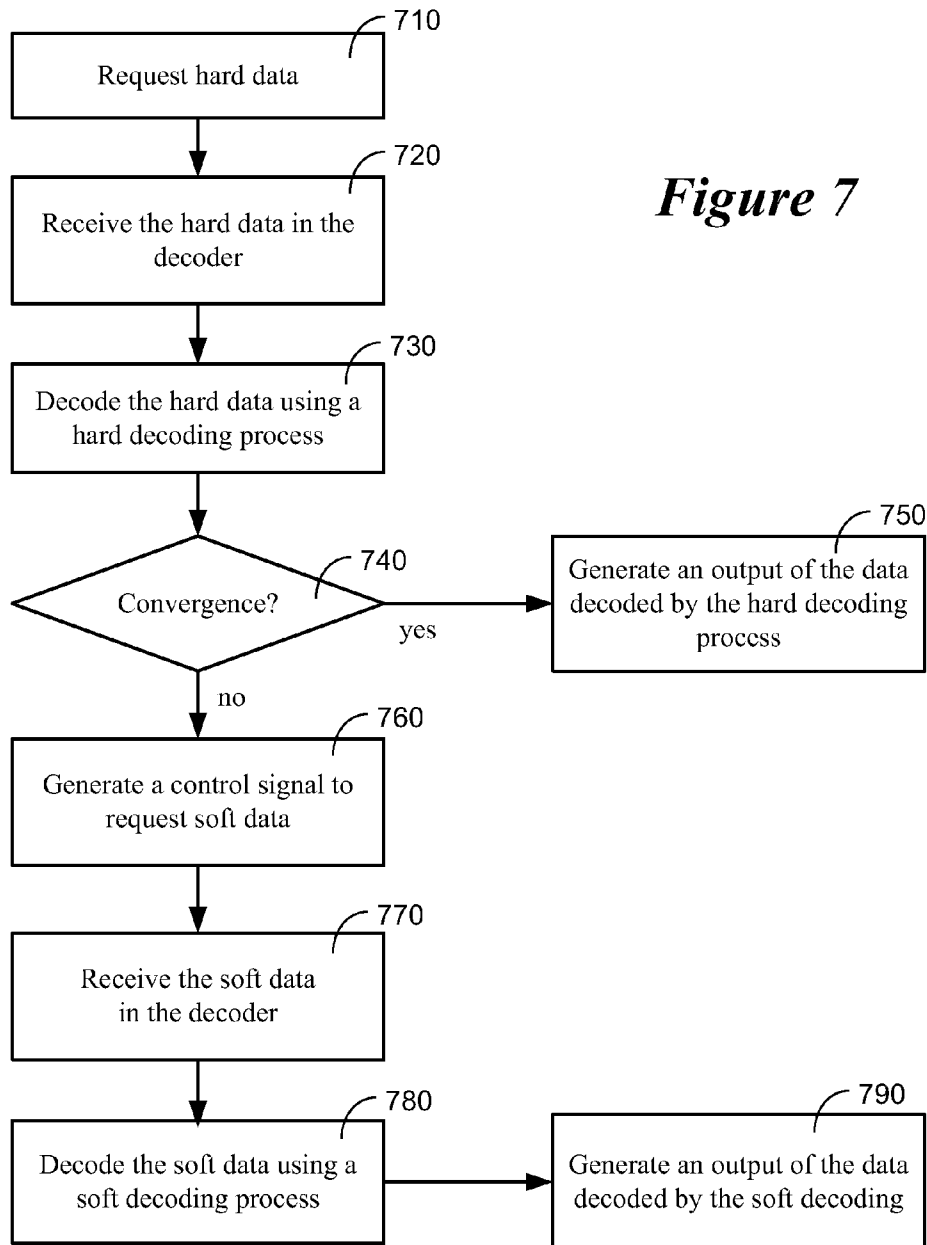 710
Request hard data
720
Receive the hard data in the
decoder
Figure 7
730
Decode the hard data using a
hard decoding process
740
Convergence?
yes
no
750
Generate an output of the data
decoded by the hard decoding
process
760
Generate a control signal to
request soft data
770
Receive the soft data
in the decoder
780
Decode the soft data using a
soft decoding process
790
Generate an output of the data
decoded by the soft decoding